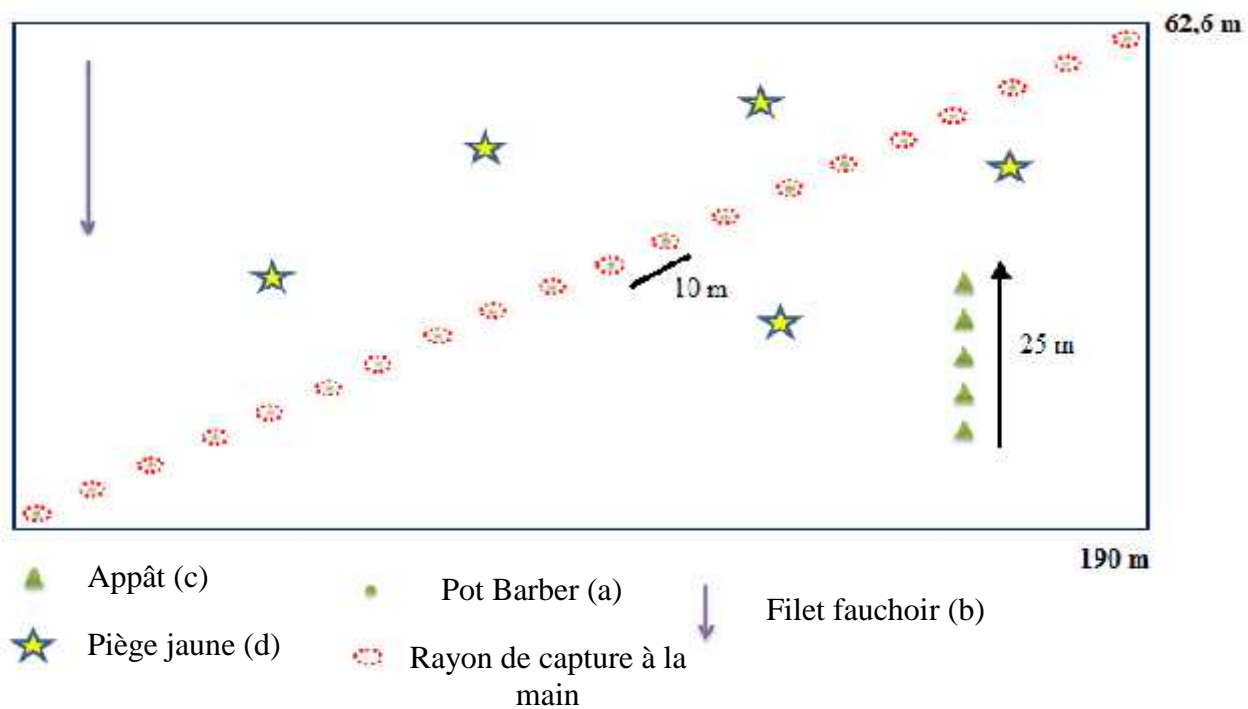 62,6 m
10 m
25 m
190 m
Appât (c)
Pot Barber (a)
Filet fauchoir (b)
Piège jaune (d)
Rayon de capture à la
main